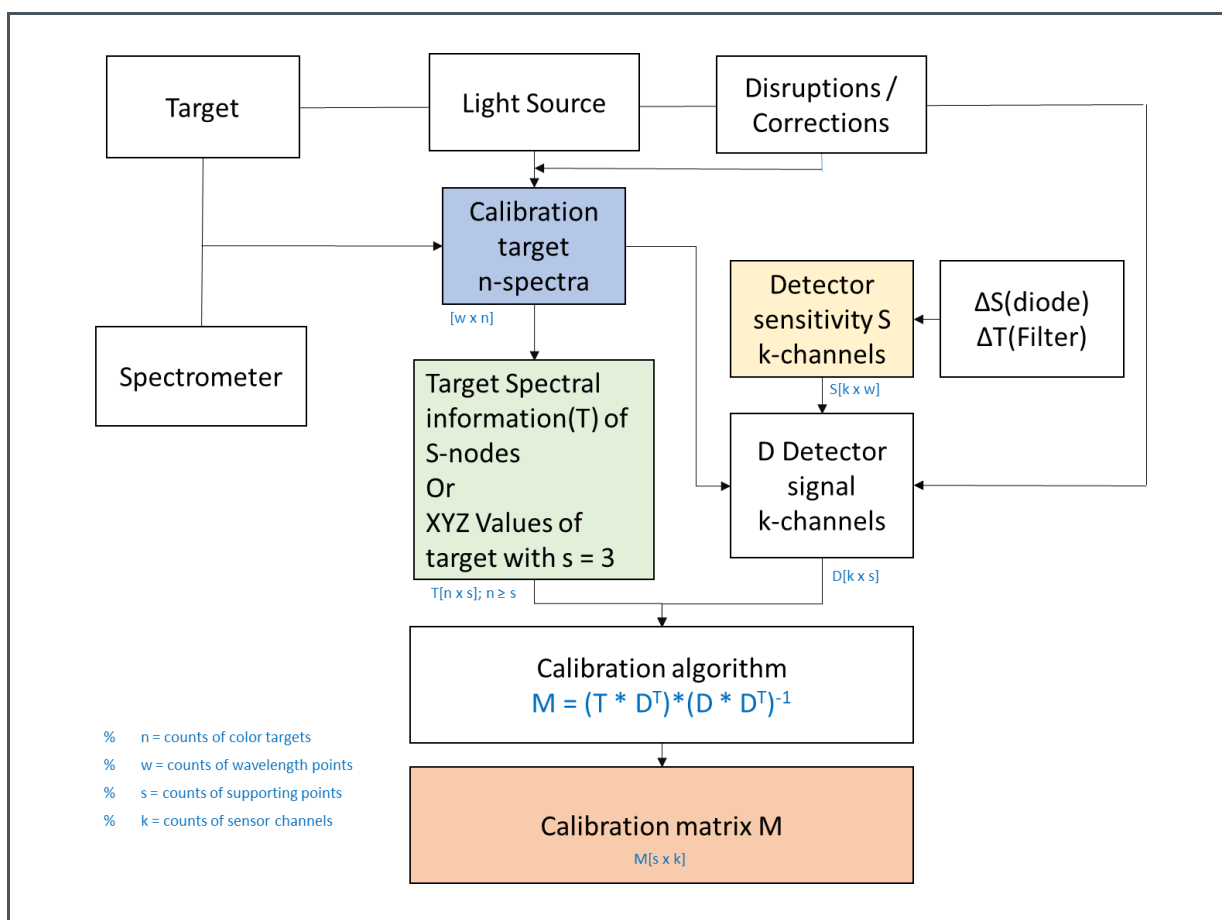 Target
Light Source
Disruptions /
Corrections
Calibration
target
n-spectra
[w x n]
Detector
sensitivity S
k-channels
S[k x w]
ΔS(diode)
ΔT(Filter)
Spectrometer
Target Spectral
information(T) of
S-nodes
Or
XYZ Values of
target with s = 3
T[n x s]; n ≥ s
D Detector
signal
k-channels
D[k x s]
Calibration algorithm
M = (T * Dᵀ)*(D * Dᵀ)⁻¹
% n = counts of color targets
% w = counts of wavelength points
% s = counts of supporting points
% k = counts of sensor channels
Calibration matrix M
M[s x k]